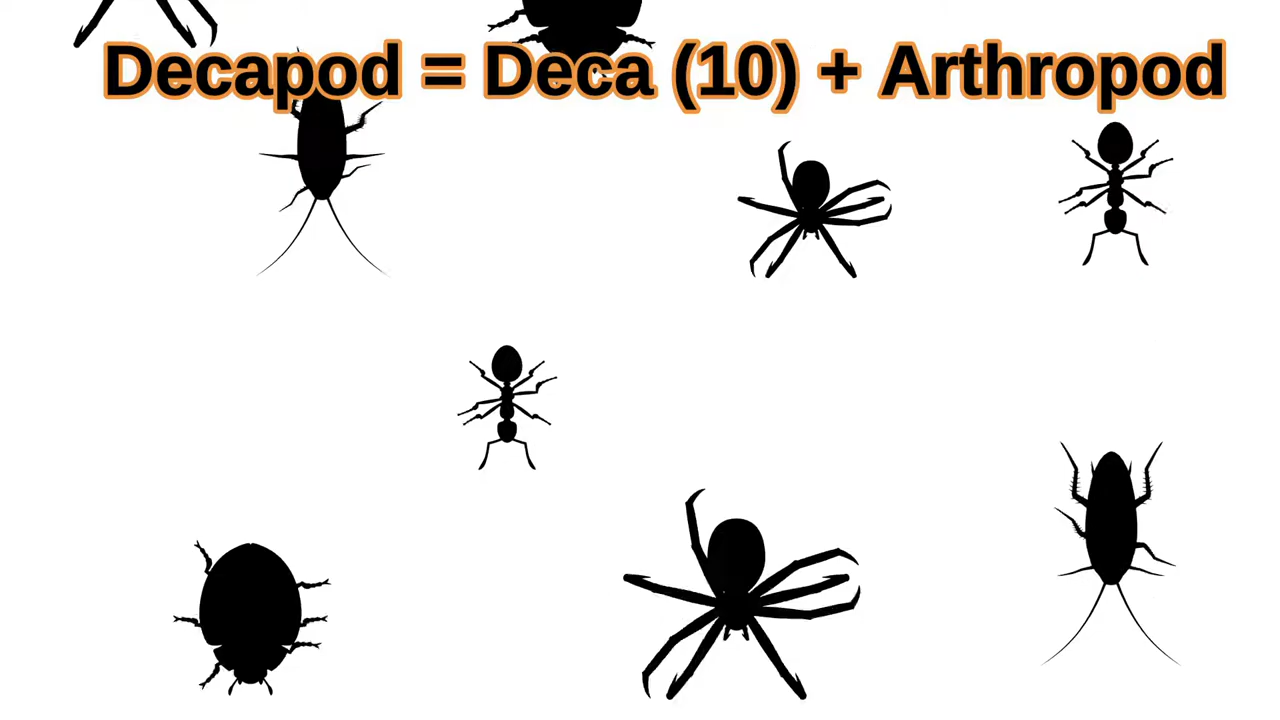 Decapod = Deca (10) + Arthropod